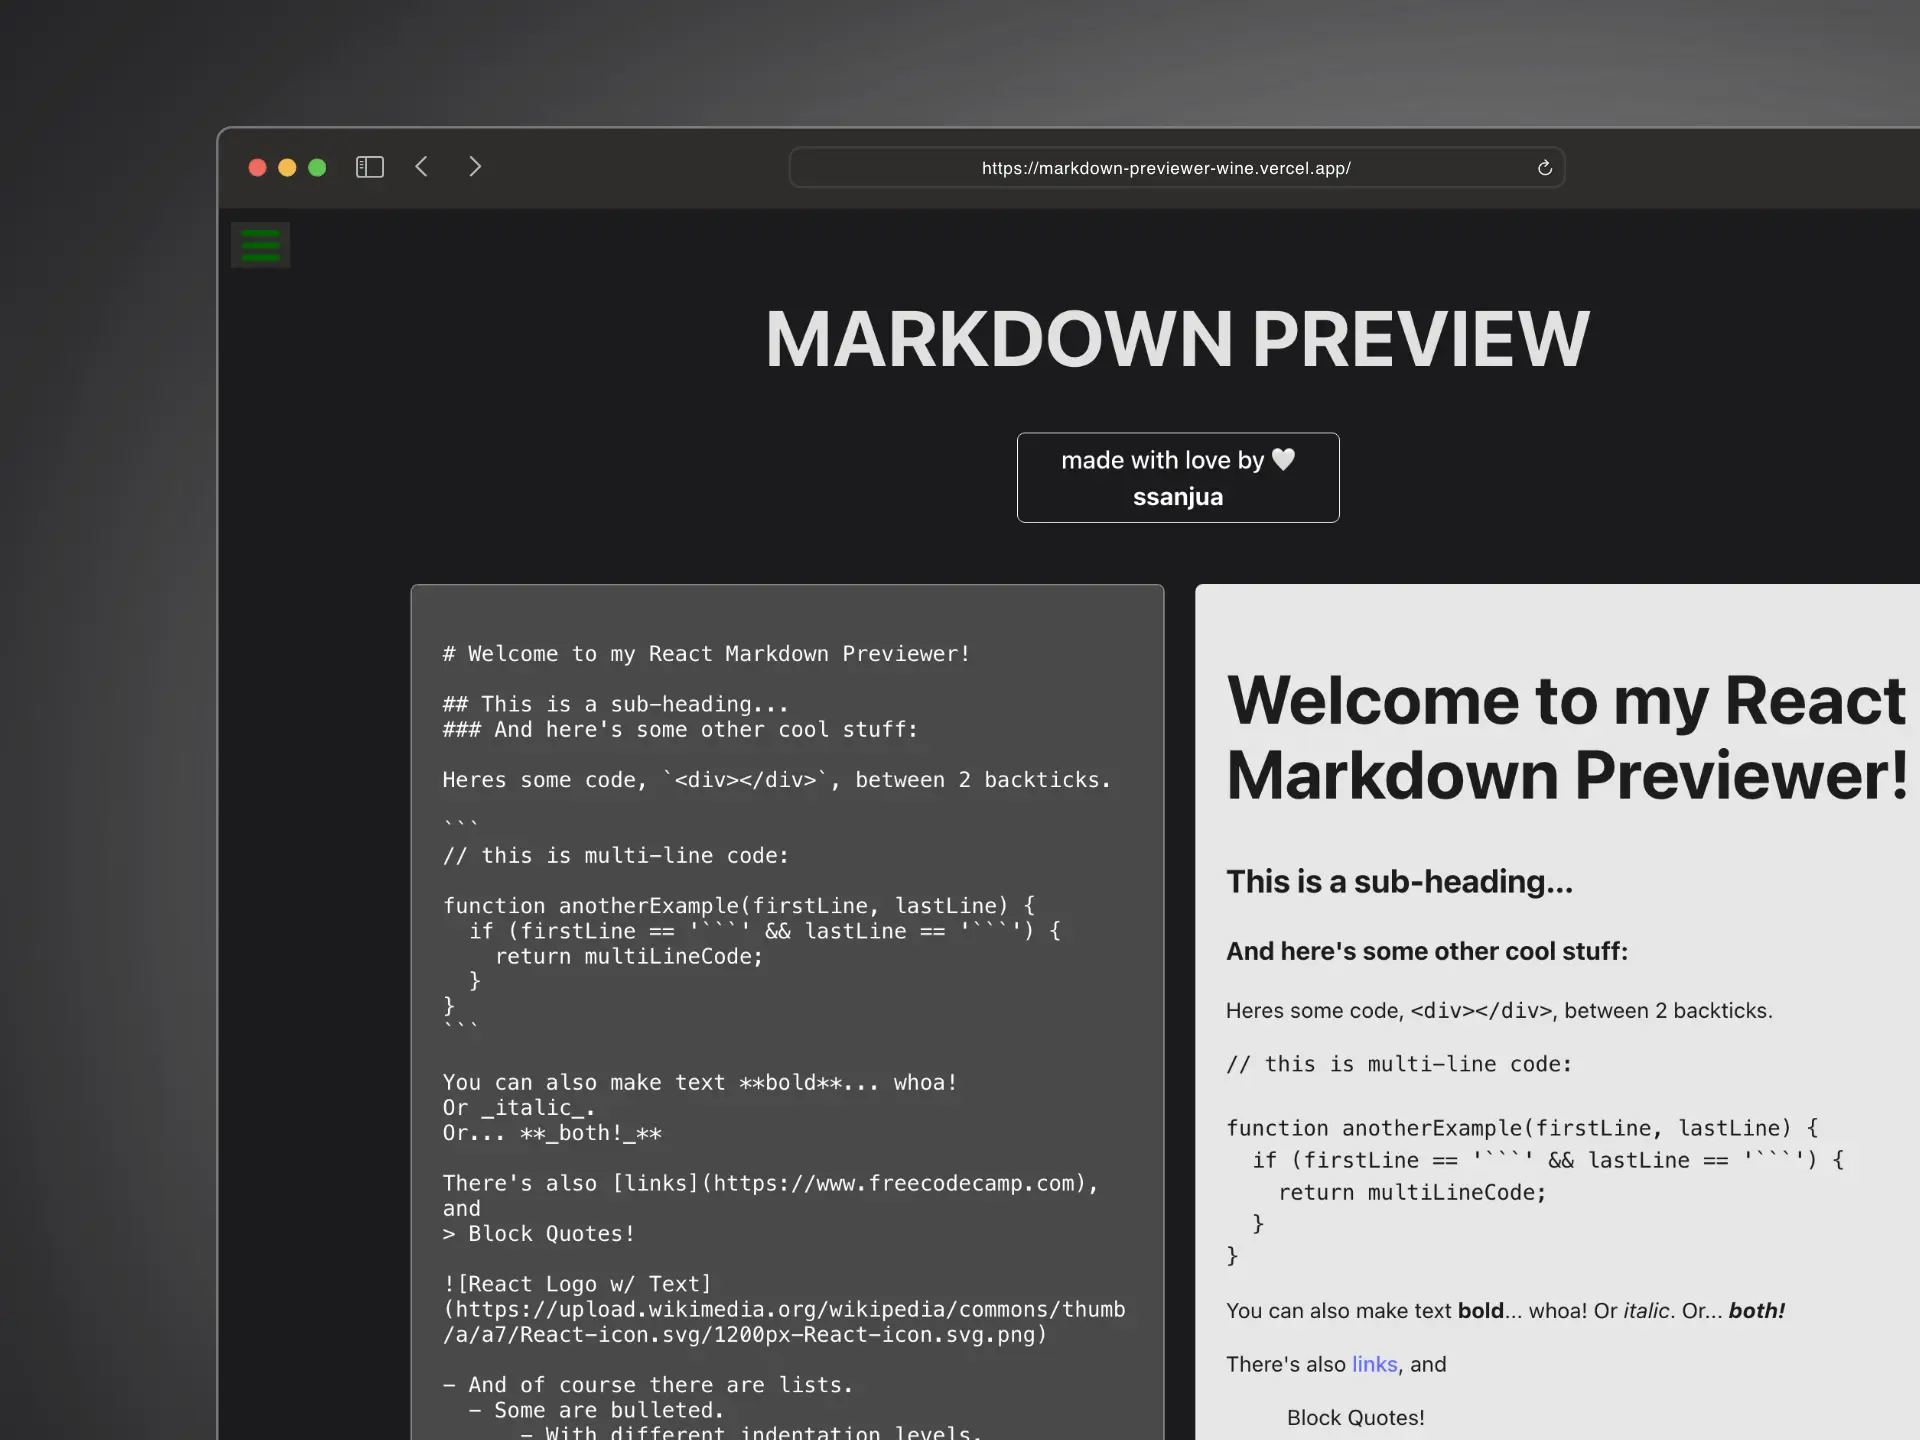 https://markdown-previewer-wine.vercel.app/
MARKDOWN PREVIEW
made with love by 🤍
ssanjua
# Welcome to my React Markdown Previewer!
## This is a sub-heading...
### And here's some other cool stuff:
Heres some code, `<div></div>`, between 2 backticks.
```
// this is multi-line code:
function anotherExample(firstLine, lastLine) {
  if (firstLine == '```' && lastLine == '```') {
    return multiLineCode;
  }
}
```
You can also make text **bold**... whoa!
Or _italic_.
Or... **_both!_**
There's also [links](https://www.freecodecamp.com),
and
> Block Quotes!
![React Logo w/ Text]
(https://upload.wikimedia.org/wikipedia/commons/thumb
/a/a7/React-icon.svg/1200px-React-icon.svg.png)
- And of course there are lists.
  - Some are bulleted.
      - With different indentation levels.
Welcome to my React
Markdown Previewer!
This is a sub-heading...
And here's some other cool stuff:
Heres some code, <div></div>, between 2 backticks.
// this is multi-line code:
function anotherExample(firstLine, lastLine) {
  if (firstLine == '```' && lastLine == '```') {
    return multiLineCode;
  }
}
You can also make text bold... whoa! Or italic. Or... both!
There's also links, and
Block Quotes!